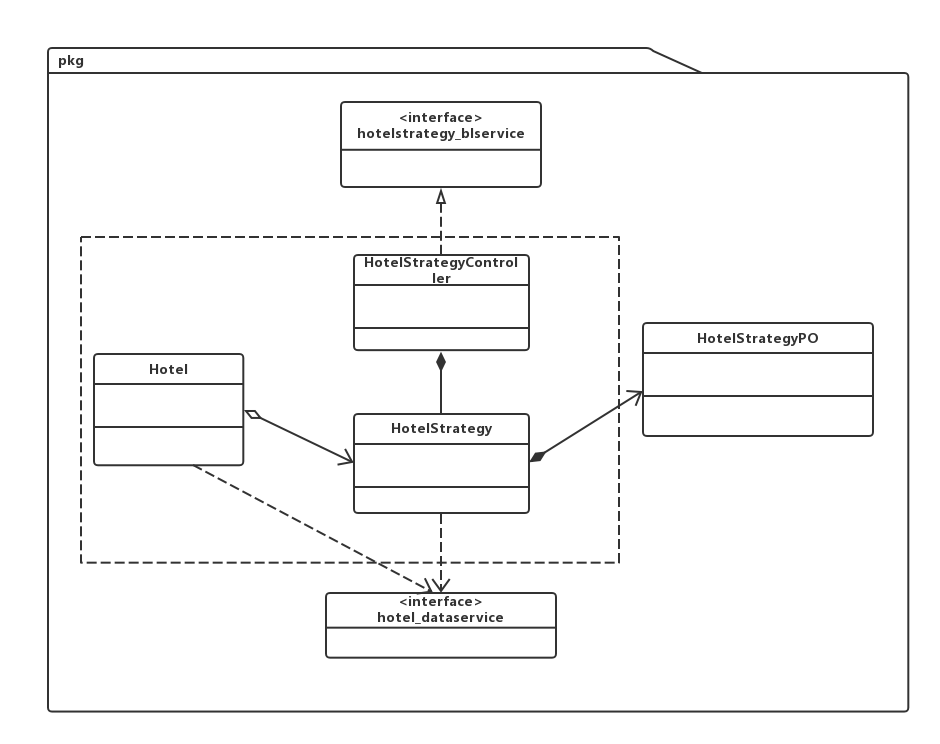 pkg
<interface>
hotelstrategy_blservice
HotelStrategyControl
ler
HotelStrategyPO
Hotel
HotelStrategy
<interface>
hotel_dataservice